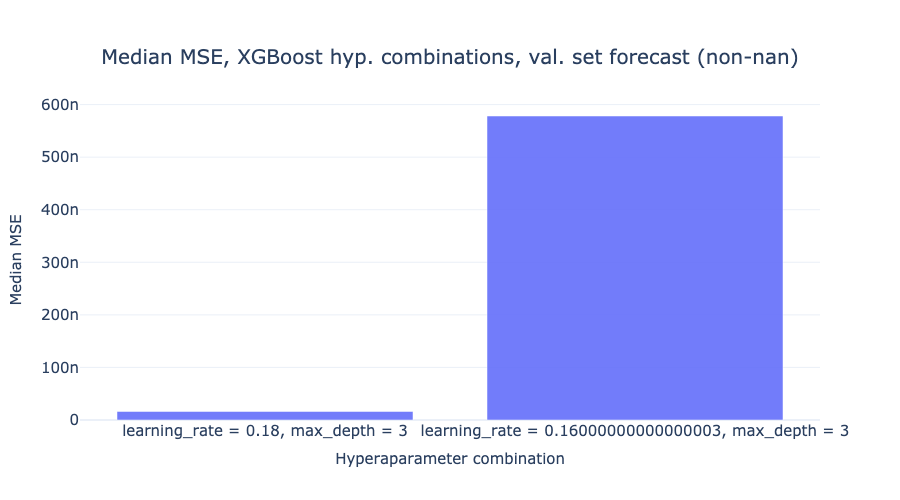 Median MSE, XGBoost hyp. combinations, val. set forecast (non-nan)
600n
500n
400n
300n
200n
100n
0
Median MSE
learning_rate = 0.18, max_depth = 3
learning_rate = 0.16000000000000003, max_depth = 3
Hyperaparameter combination